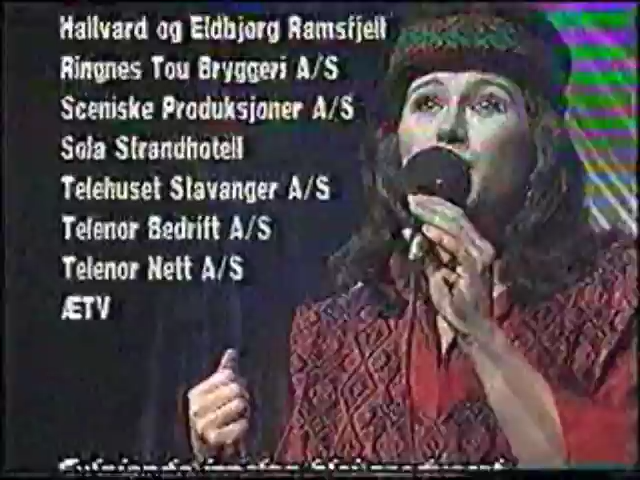 Hallvard og Eldbjørg Ramsfjell
Ringnes Tou Bryggeri A/S
Sceniske Produksjoner A/S
Sola Strandhotell
Telehuset Stavanger A/S
Telenor Bedrift A/S
Telenor Nett A/S
ÆTV